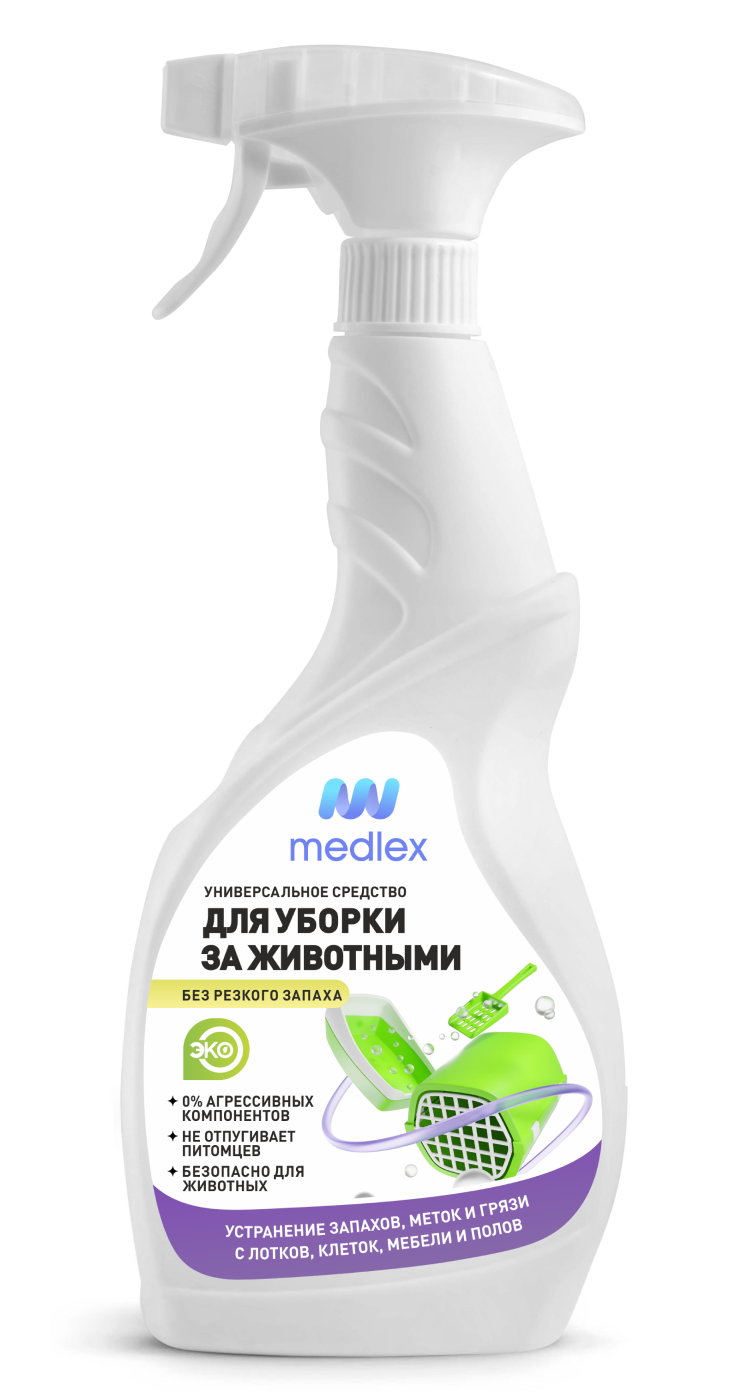 medlex
УНИВЕРСАЛЬНОЕ СРЕДСТВО
ДЛЯ УБОРКИ
ЗА ЖИВОТНЫМИ
БЕЗ РЕЗКОГО ЗАПАХА
ЭКО
0% АГРЕССИВНЫХ
КОМПОНЕНТОВ
НЕ ОТПУГИВАЕТ
ПИТОМЦЕВ
БЕЗОПАСНО ДЛЯ
ЖИВОТНЫХ
УСТРАНЕНИЕ ЗАПАХОВ, МЕТОК И ГРЯЗИ
С ЛОТКОВ, КЛЕТОК, МЕБЕЛИ И ПОЛОВ